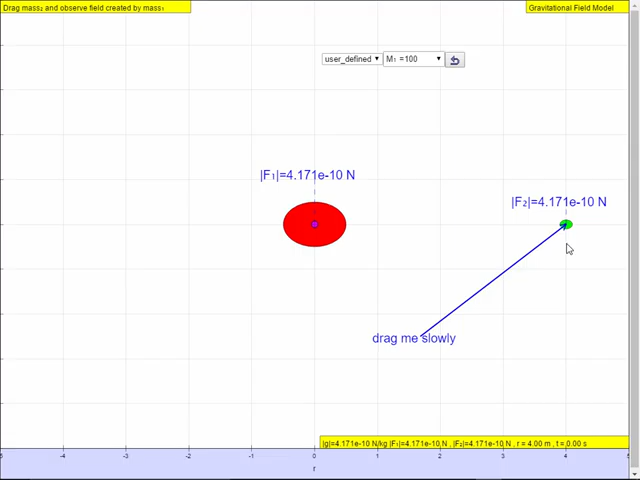 Drag mass₂ and observe field created by mass₁
Gravitational Field Model
user_defined
M₁ =100
|F₁|=4.171e-10 N
|F₂|=4.171e-10 N
drag me slowly
|g|=4.171e-10 N/kg |F₁|=4.171e-10 N , |F₂|=4.171e-10 N , r = 4.00 m , t = 0.00 s
-5 -4 -3 -2 -1 0 1 2 3 4 5
r